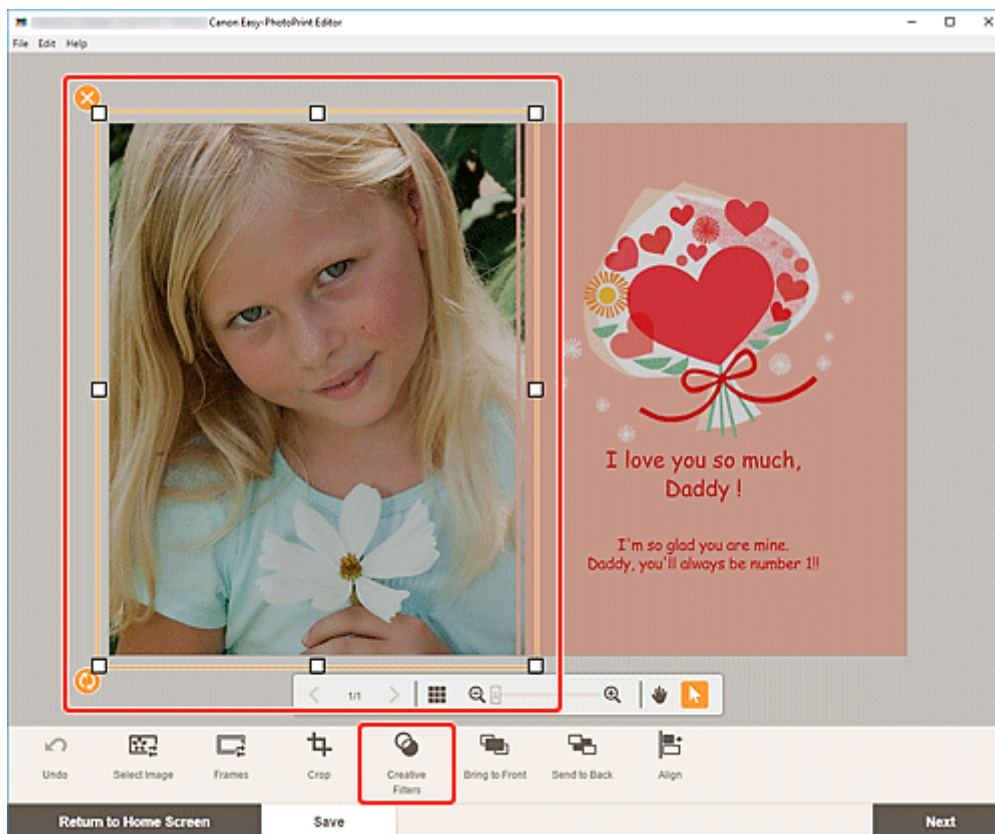 Canon Easy-PhotoPrint Editor
File Edit Help
I love you so much,
Daddy !
I'm so glad you are mine.
Daddy, you'll always be number 1!!
1/1
Undo
Select Image
Frames
Crop
Creative
Filters
Bring to Front
Send to Back
Align
Return to Home Screen
Save
Next